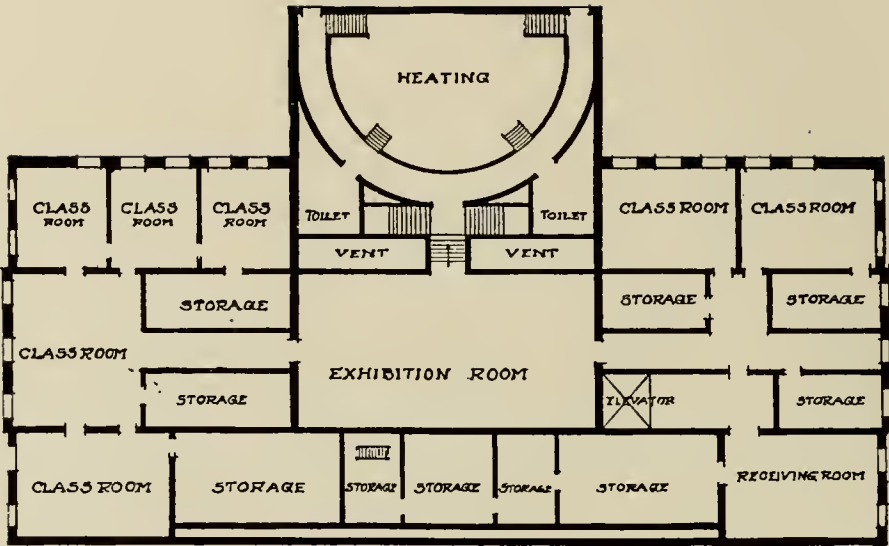 HEATING
CLASS
ROOM
CLASS
ROOM
CLASS
ROOM
TOILET
TOILET
CLASS ROOM
CLASS ROOM
VENT
VENT
STORAGE
STORAGE
STORAGE
CLASS ROOM
EXHIBITION ROOM
STORAGE
ELEVATOR
STORAGE
CLASS ROOM
STORAGE
STORAGE
STORAGE
STORAGE
STORAGE
RECEIVING ROOM